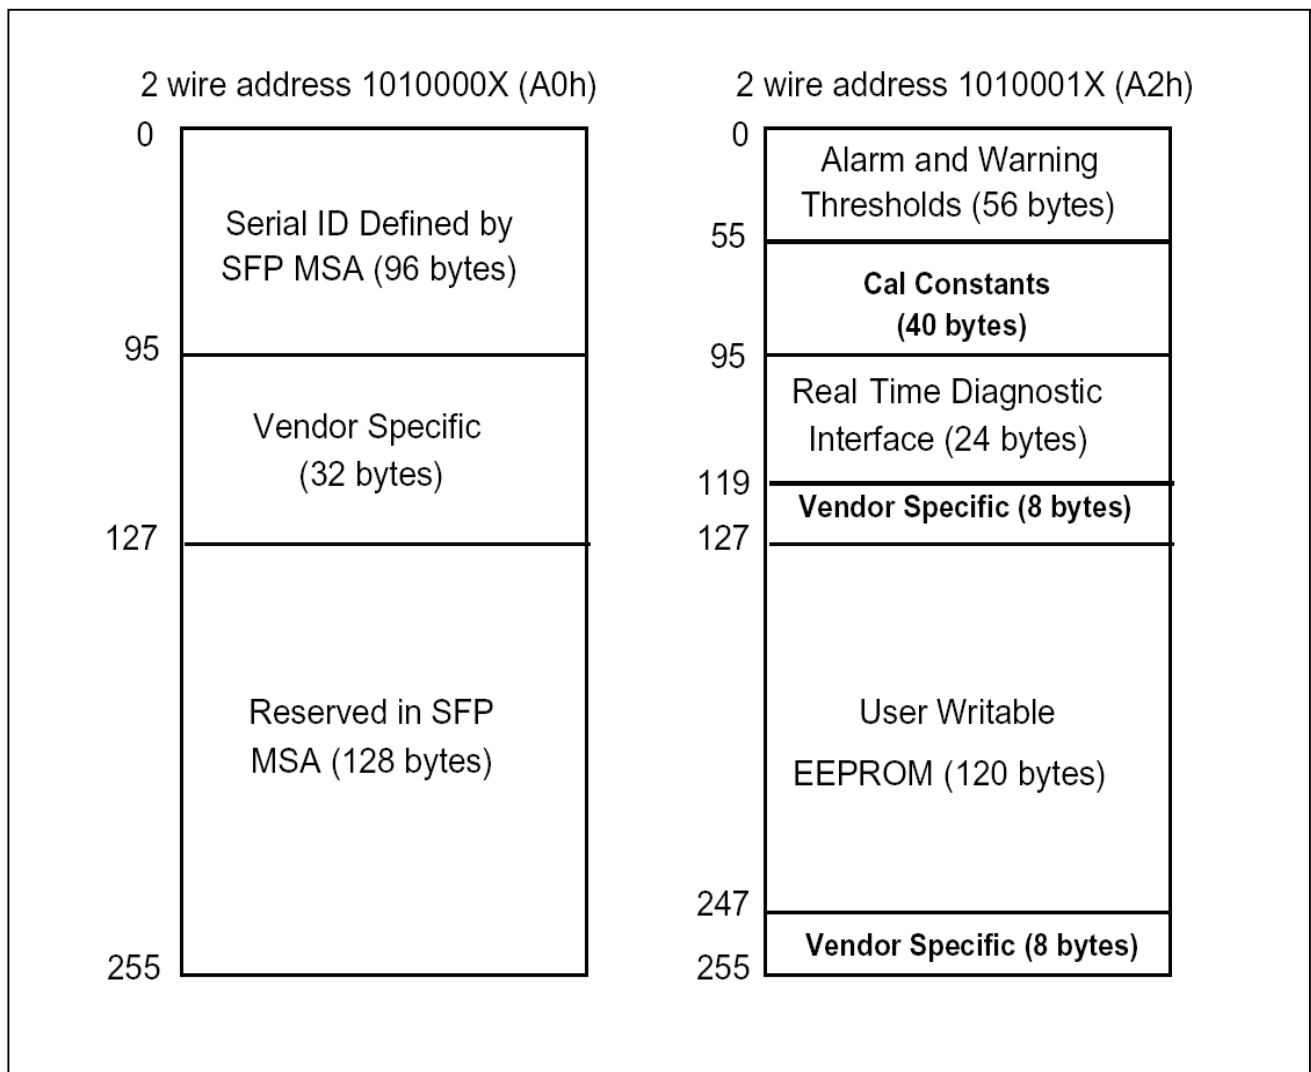 2 wire address 1010000X (A0h)
0
Serial ID Defined by
SFP MSA (96 bytes)
95
Vendor Specific
(32 bytes)
127
Reserved in SFP
MSA (128 bytes)
255
2 wire address 1010001X (A2h)
0
Alarm and Warning
Thresholds (56 bytes)
55
Cal Constants
(40 bytes)
95
Real Time Diagnostic
Interface (24 bytes)
119
Vendor Specific (8 bytes)
127
User Writable
EEPROM (120 bytes)
247
Vendor Specific (8 bytes)
255